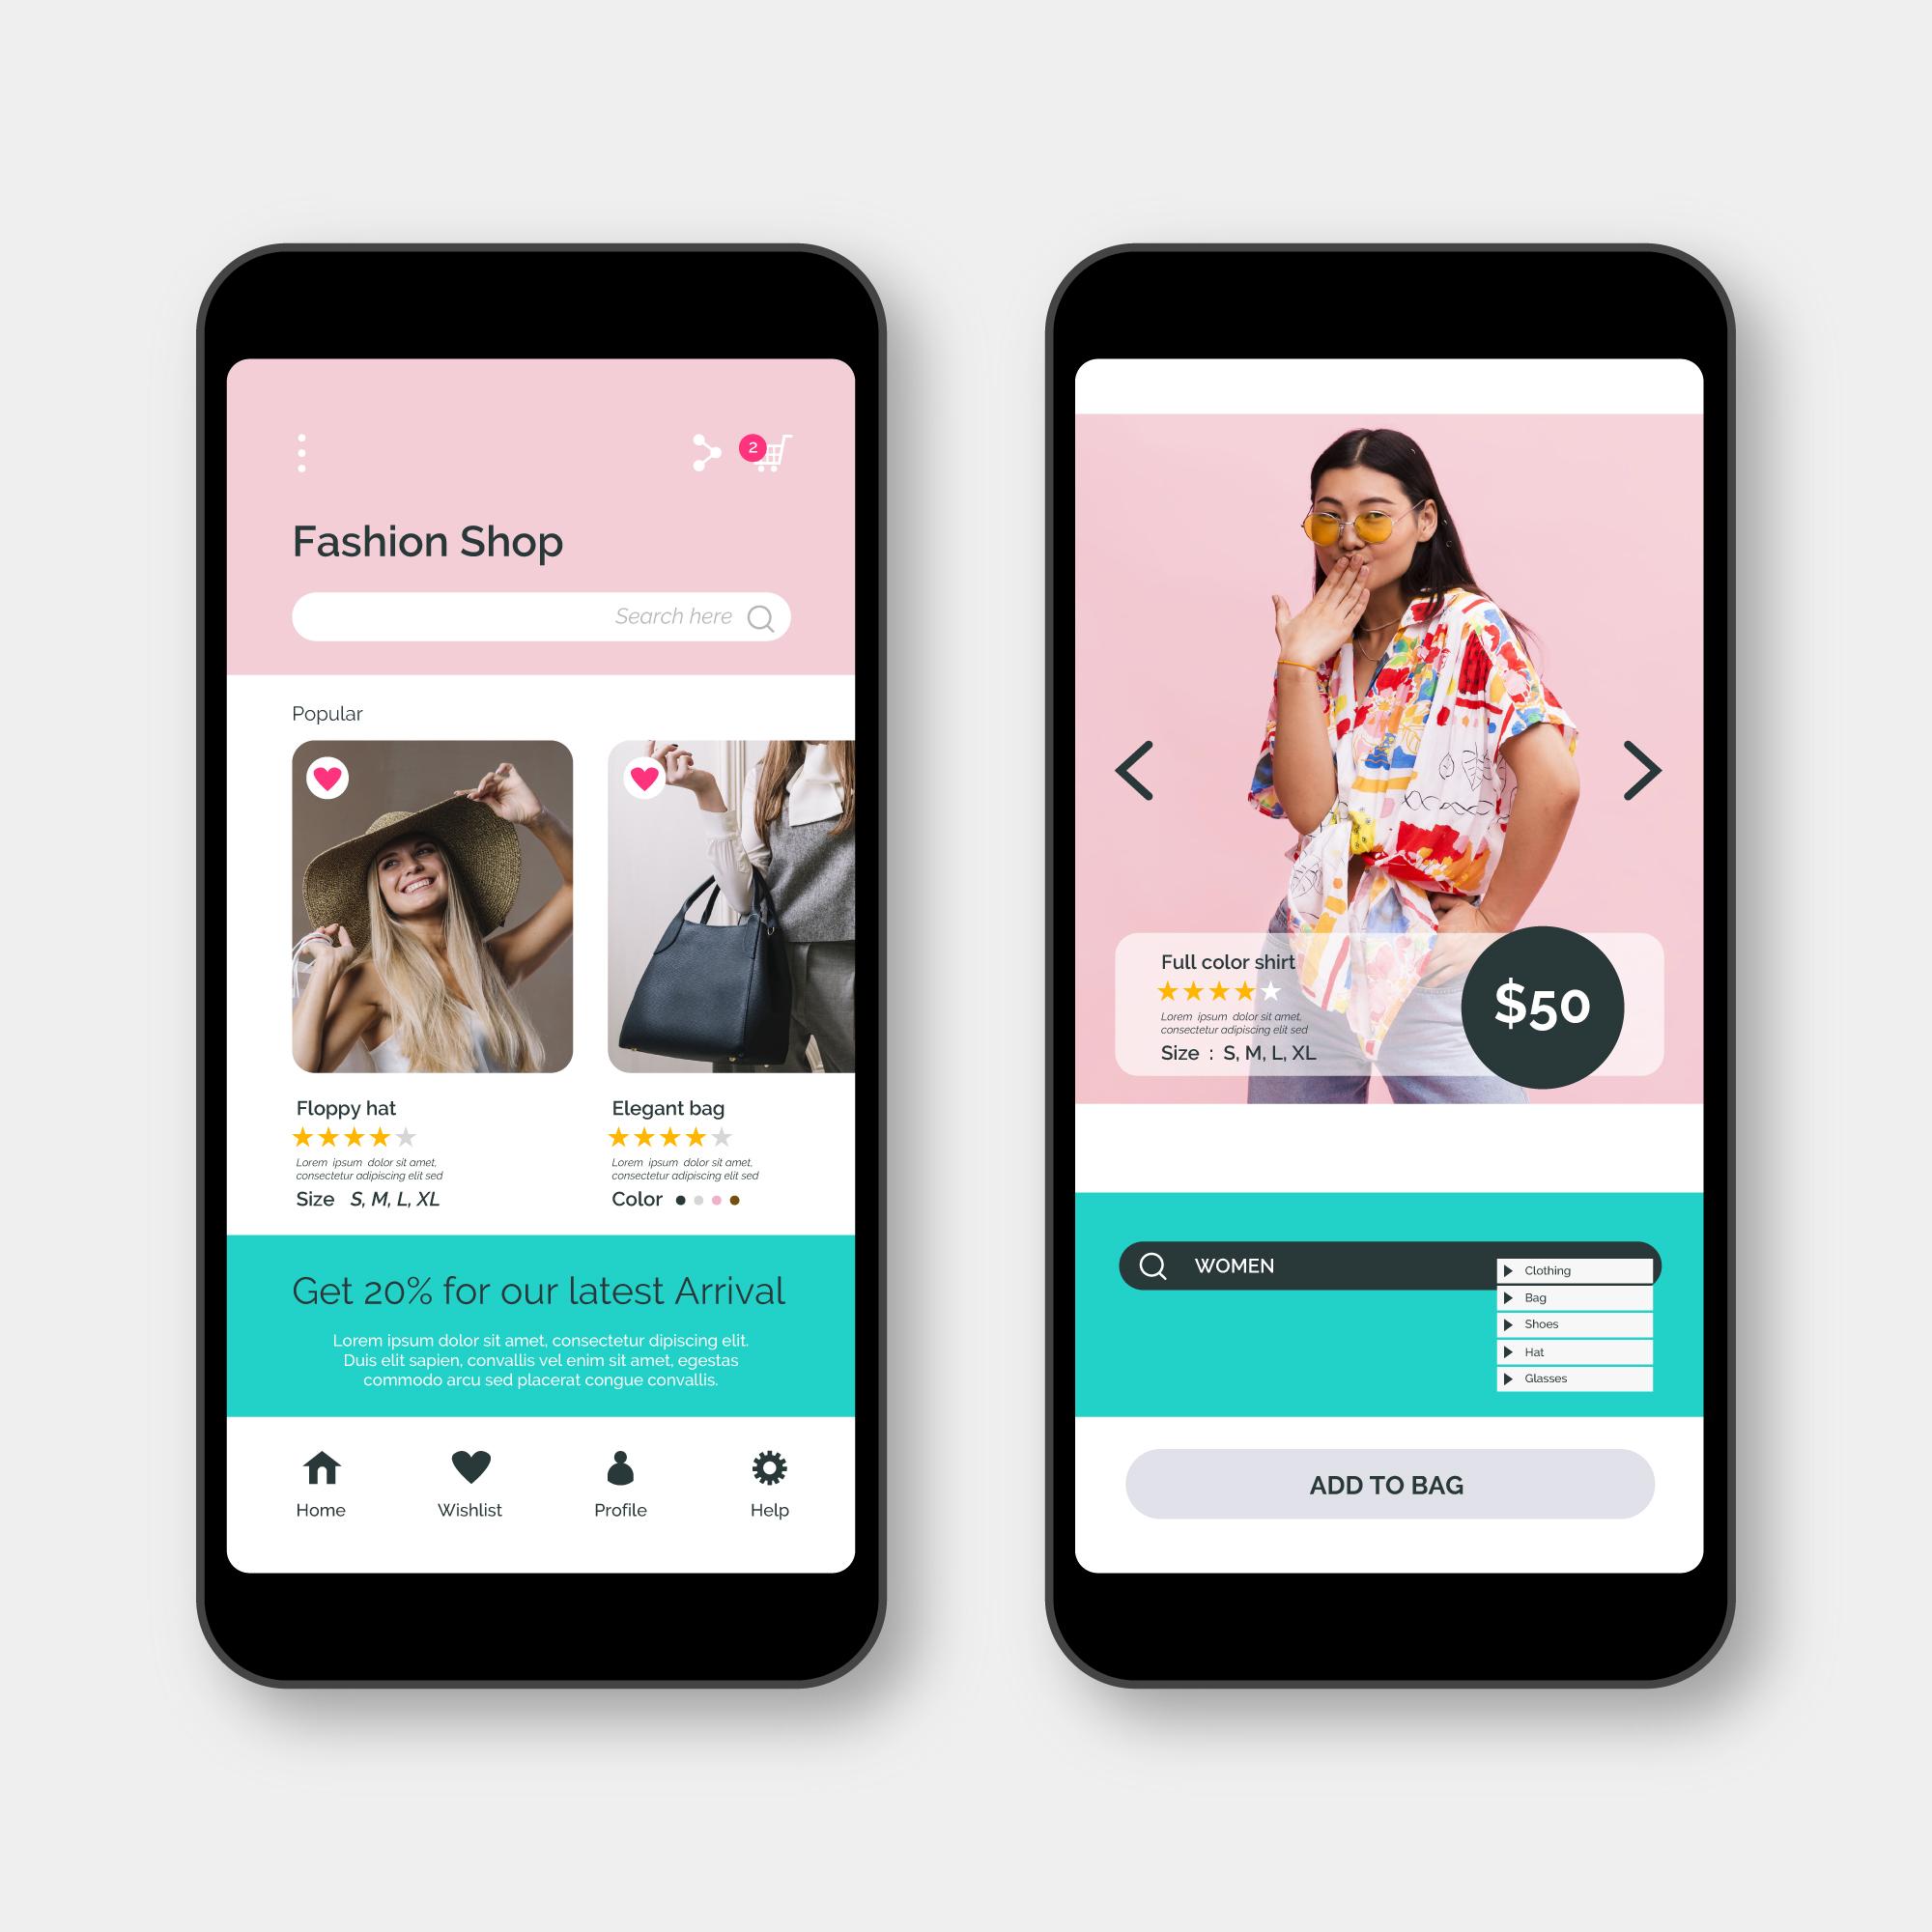 2
Fashion Shop
Search here
Popular
Floppy hat
Lorem ipsum dolor sit amet,
consectetur adipiscing elit sed
Size S, M, L, XL
Elegant bag
Lorem ipsum dolor sit amet,
consectetur adipiscing elit sed
Color
Get 20% for our latest Arrival
Lorem ipsum dolor sit amet, consectetur dipiscing elit.
Duis elit sapien, convallis vel enim sit amet, egestas
commodo arcu sed placerat congue convallis.
Home
Wishlist
Profile
Help
Full color shirt
Lorem ipsum dolor sit amet,
consectetur adipiscing elit sed
Size : S, M, L, XL
$50
WOMEN
Clothing
Bag
Shoes
Hat
Glasses
ADD TO BAG